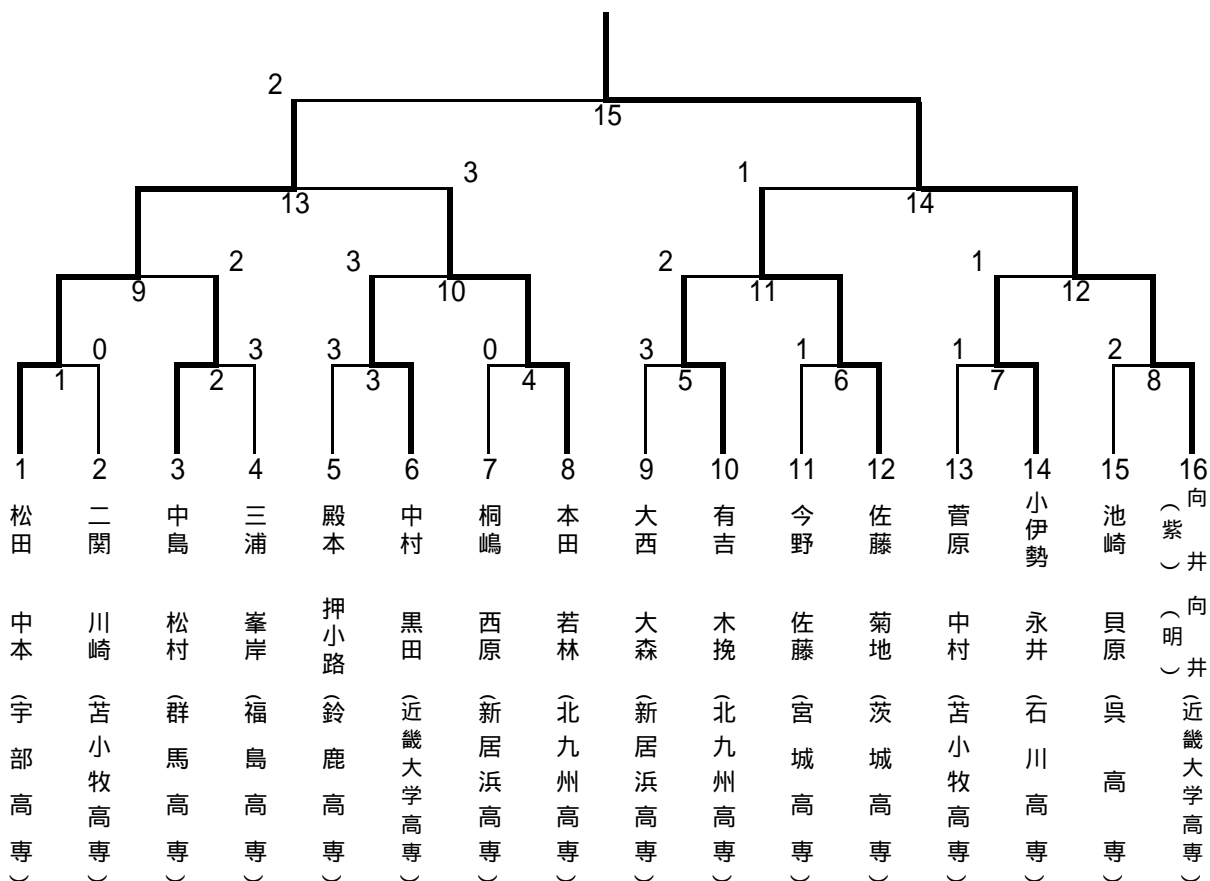 2
15
3
1
13
14
2
3
2
1
9
10
11
12
0
3
3
0
3
1
1
2
1
2
3
4
5
6
7
8
1
2
3
4
5
6
7
8
9
10
11
12
13
14
15
16
松田 中本 (宇部高専)
二関 川崎 (苫小牧高専)
中島 松村 (群馬高専)
三浦 峯岸 (福島高専)
殿本 押小路 (鈴鹿高専)
中村 黒田 (近畿大学高専)
桐嶋 西原 (新居浜高専)
本田 若林 (北九州高専)
大西 大森 (新居浜高専)
有吉 木挽 (北九州高専)
今野 佐藤 (宮城高専)
佐藤 菊地 (茨城高専)
菅原 中村 (苫小牧高専)
小伊勢 永井 (石川高専)
池崎 貝原 (呉高専)
向井(紫) 向井(明) (近畿大学高専)